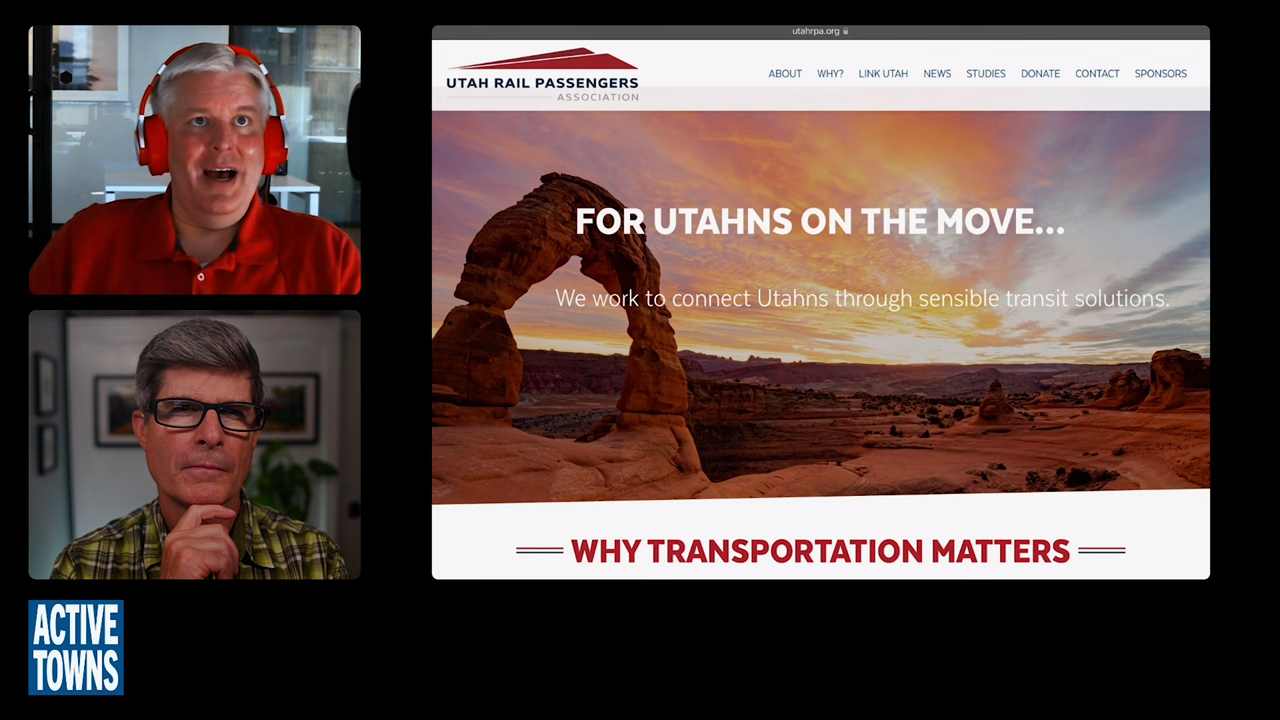 utahrpa.org
UTAH RAIL PASSENGERS
ASSOCIATION
ABOUT WHY? LINK UTAH NEWS STUDIES DONATE CONTACT SPONSORS
FOR UTAHNS ON THE MOVE...
We work to connect Utahns through sensible transit solutions.
WHY TRANSPORTATION MATTERS
ACTIVE
TOWNS